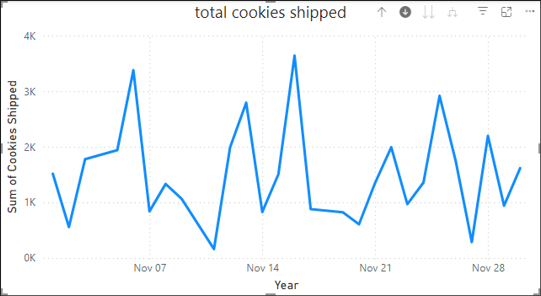 total cookies shipped
Sum of Cookies Shipped
4K
3K
2K
1K
0K
Nov 07 Nov 14 Nov 21 Nov 28
Year